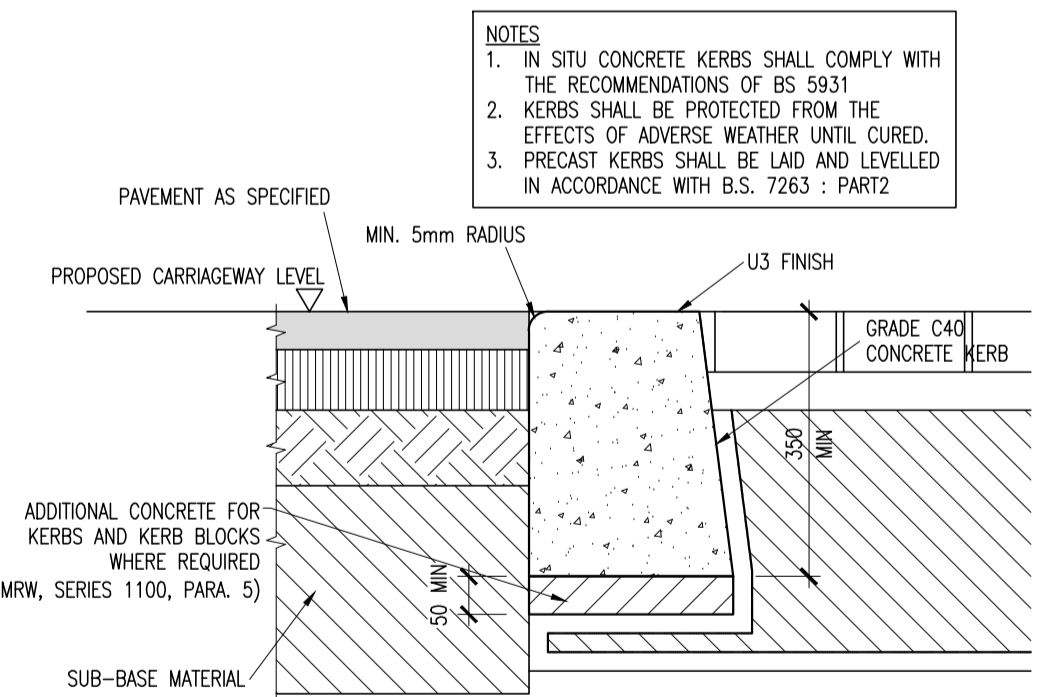 NOTES
1. IN SITU CONCRETE KERBS SHALL COMPLY WITH
THE RECOMMENDATIONS OF BS 5931
2. KERBS SHALL BE PROTECTED FROM THE
EFFECTS OF ADVERSE WEATHER UNTIL CURED.
3. PRECAST KERBS SHALL BE LAID AND LEVELLED
IN ACCORDANCE WITH B.S. 7263 : PART2
PAVEMENT AS SPECIFIED
MIN. 5mm RADIUS
U3 FINISH
PROPOSED CARRIAGEWAY LEVEL
GRADE C40
CONCRETE KERB
350
MIN
ADDITIONAL CONCRETE FOR
KERBS AND KERB BLOCKS
WHERE REQUIRED
MRW, SERIES 1100, PARA. 5)
50 MIN
SUB-BASE MATERIAL